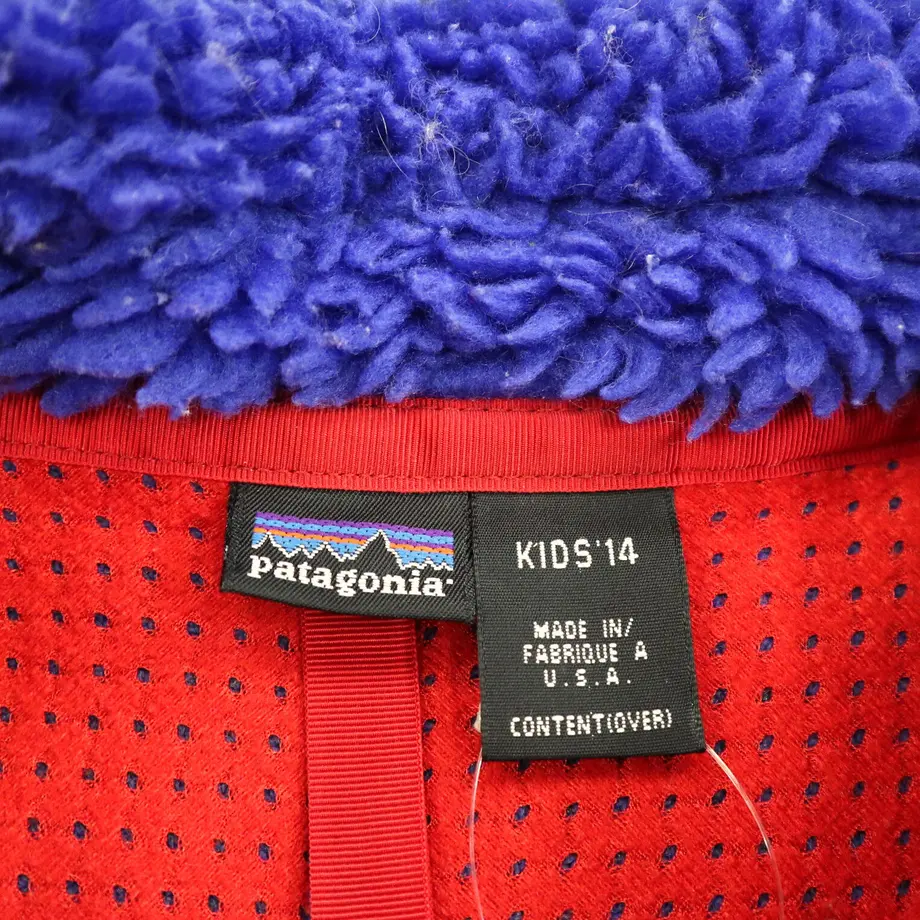 patagonia
KIDS'14
MADE IN/
FABRIQUE A
U.S.A.
CONTENT(OVER)